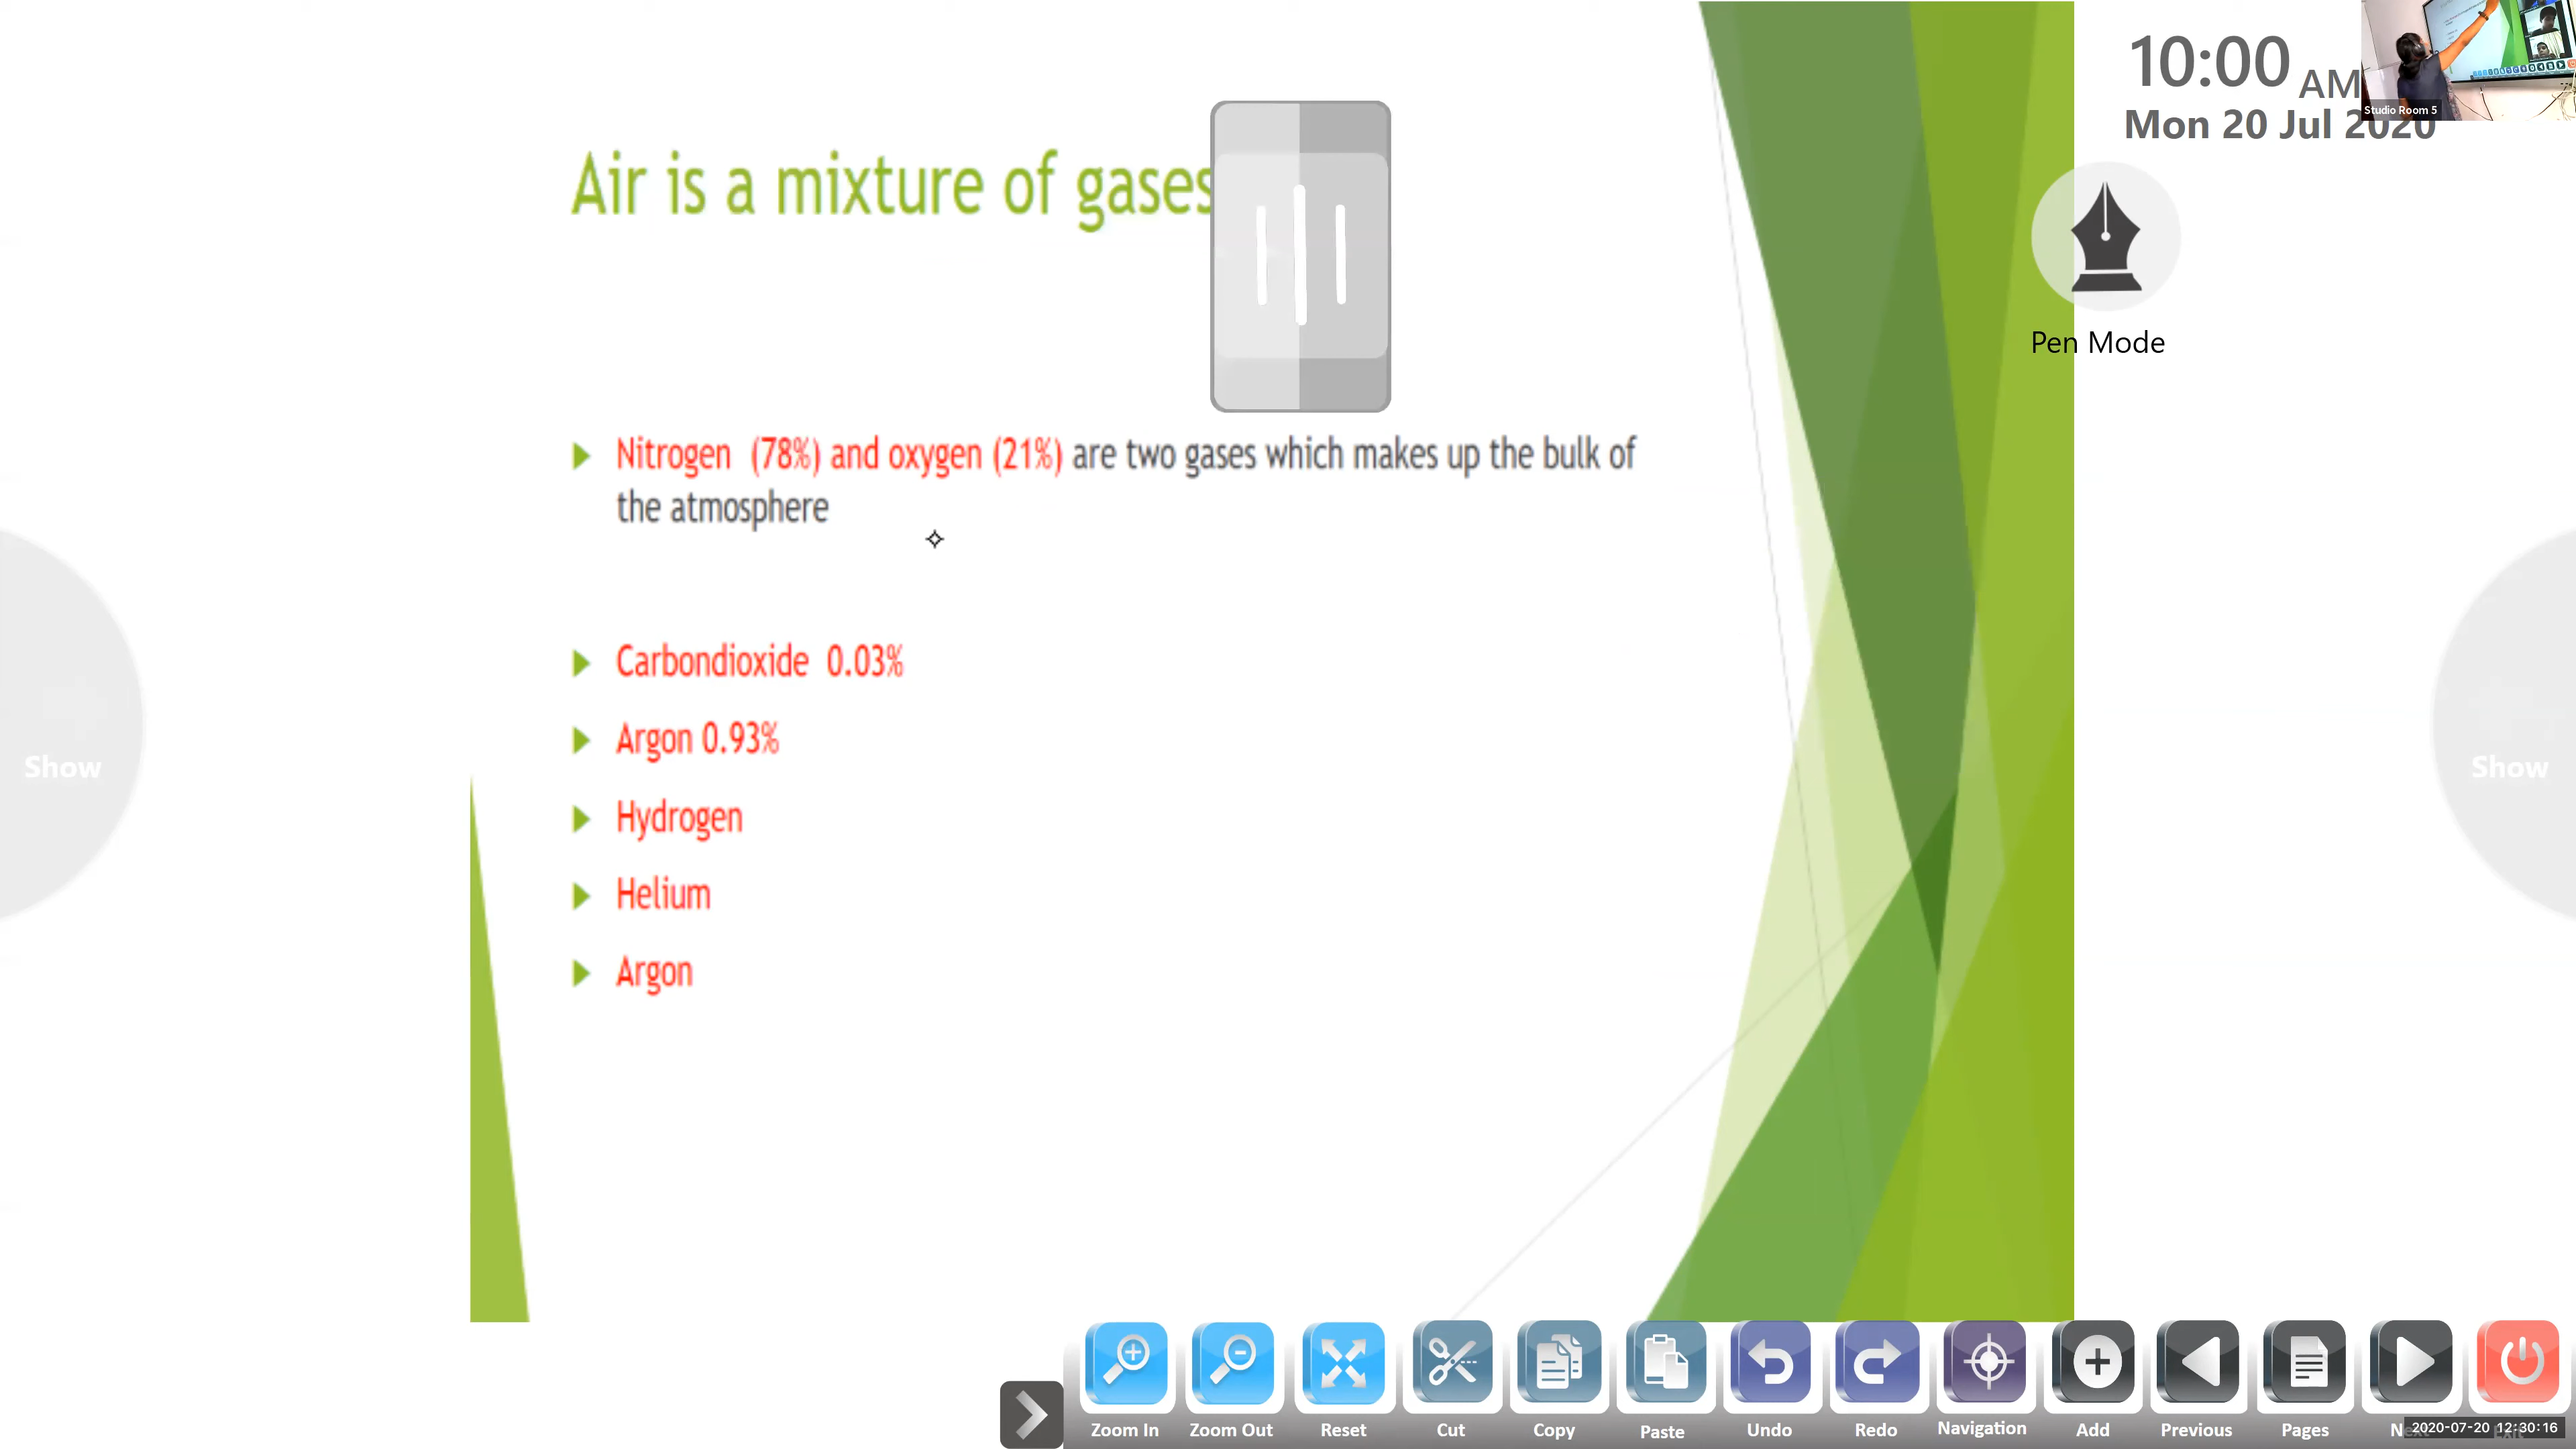 Air is a mixture of gases
Nitrogen (78%) and oxygen (21%) are two gases which makes up the bulk of
the atmosphere
Carbondioxide 0.03%
Argon 0.93%
Hydrogen
Helium
Argon
10:00 AM
Mon 20 Jul 2020
Studio Room 5
Pen Mode
Show
Show
Zoom In Zoom Out Reset Cut Copy Paste Undo Redo Navigation Add Previous Pages
2020-07-20 12:30:16